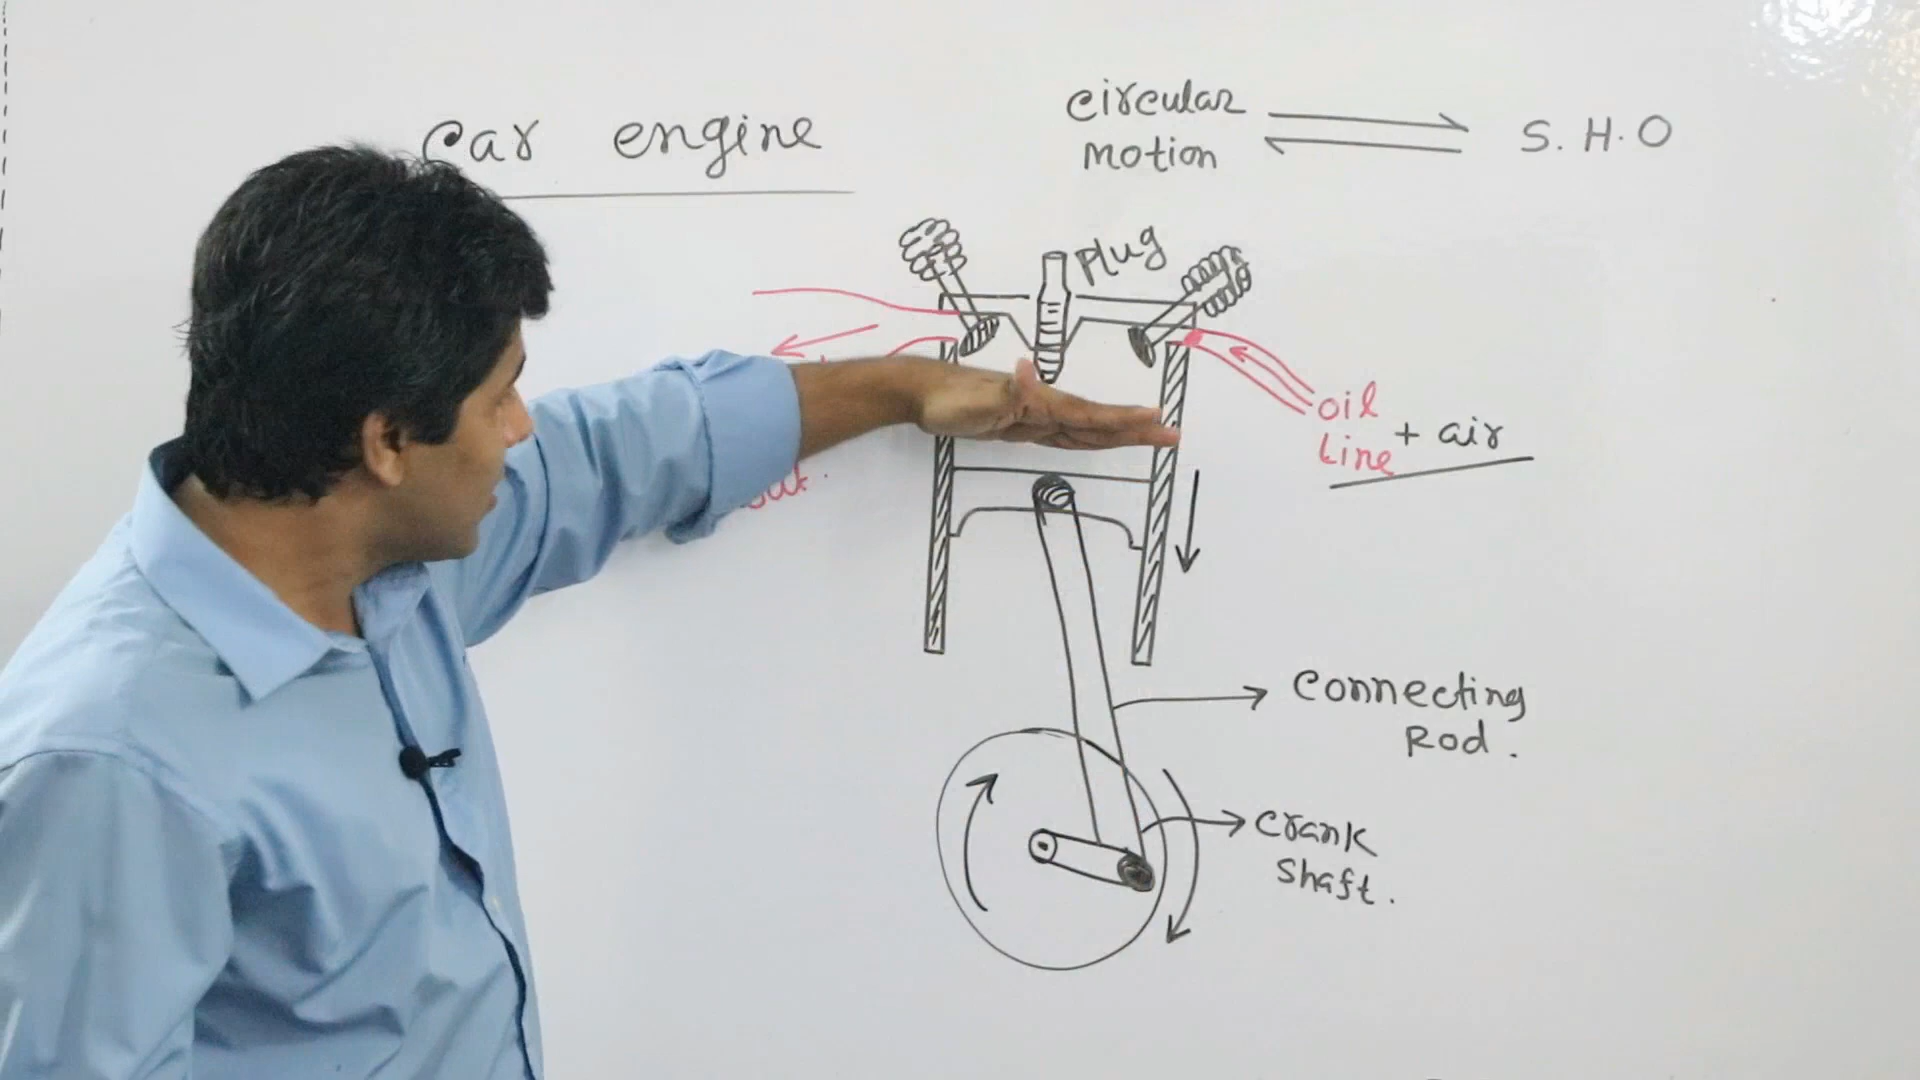 Car engine
circular
motion
S.H.O
Plug
oil
Line + air
connecting
Rod.
crank
shaft.